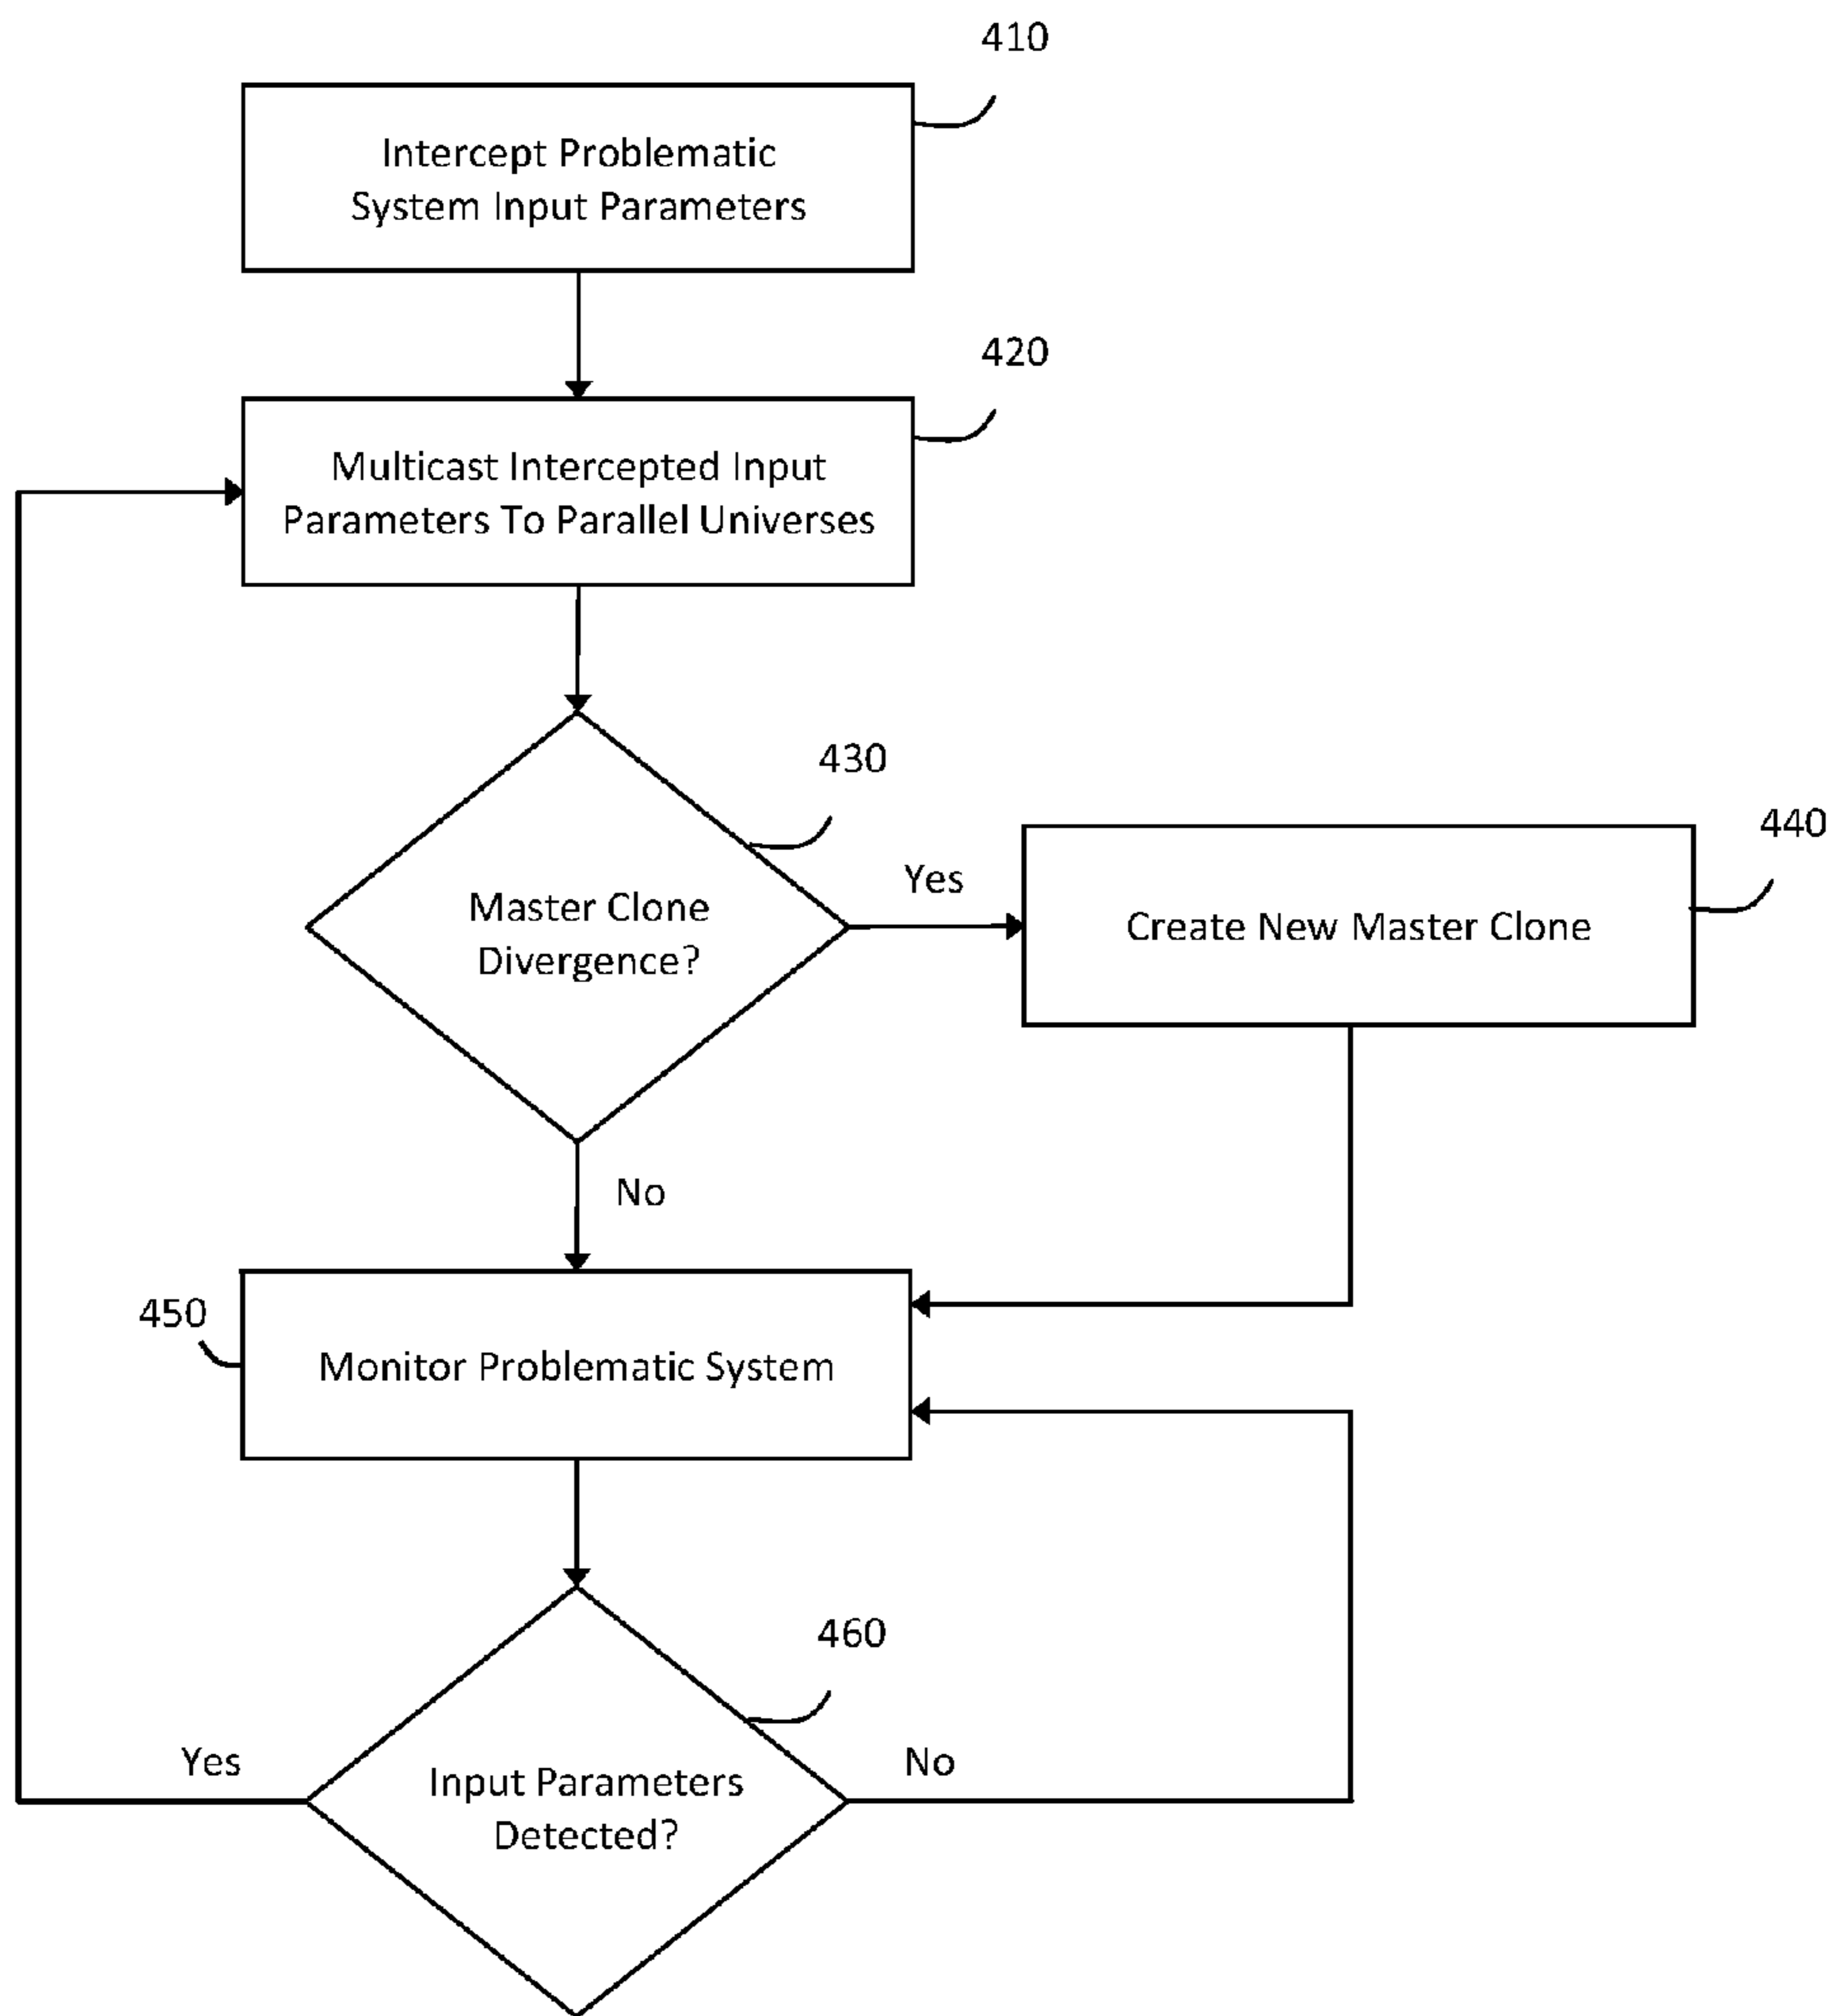 410
Intercept Problematic
System Input Parameters
420
Multicast Intercepted Input
Parameters To Parallel Universes
430
Master Clone
Divergence?
Yes
440
Create New Master Clone
No
450
Monitor Problematic System
460
Yes
Input Parameters
Detected?
No